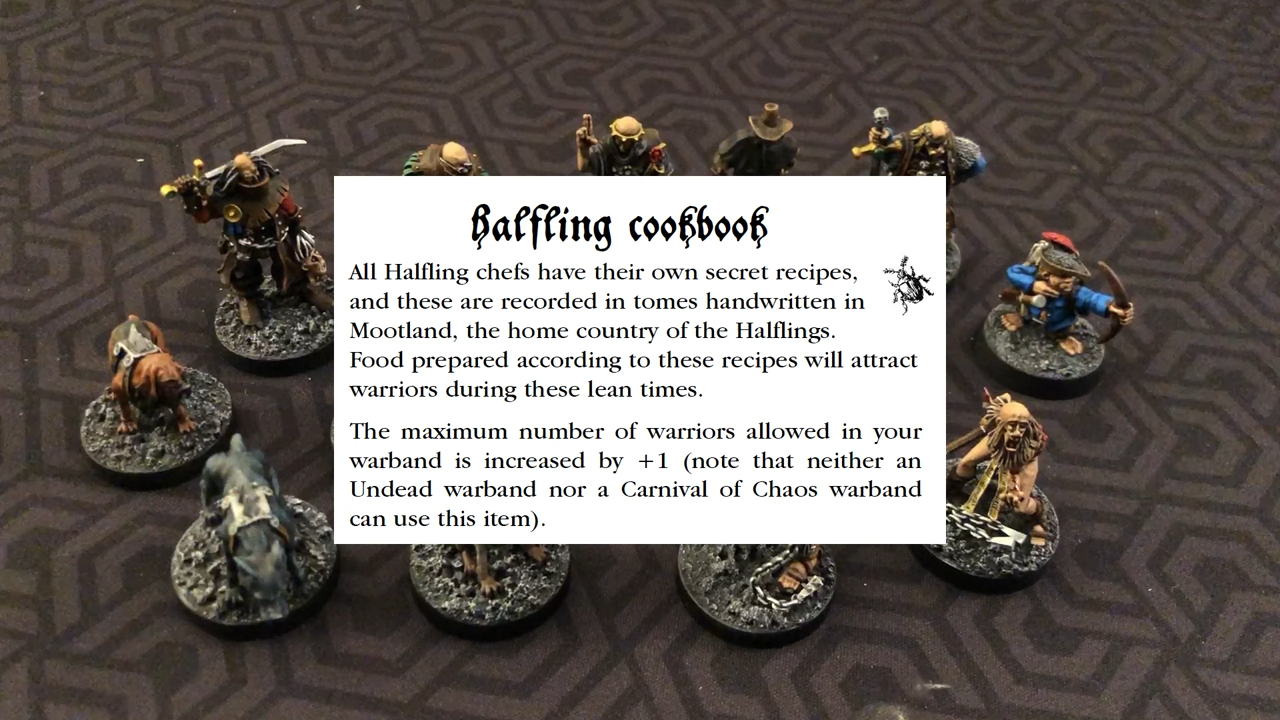 Halfling cookbook
All Halfling chefs have their own secret recipes,
and these are recorded in tomes handwritten in
Mootland, the home country of the Halflings.
Food prepared according to these recipes will attract
warriors during these lean times.
The maximum number of warriors allowed in your
warband is increased by +1 (note that neither an
Undead warband nor a Carnival of Chaos warband
can use this item).